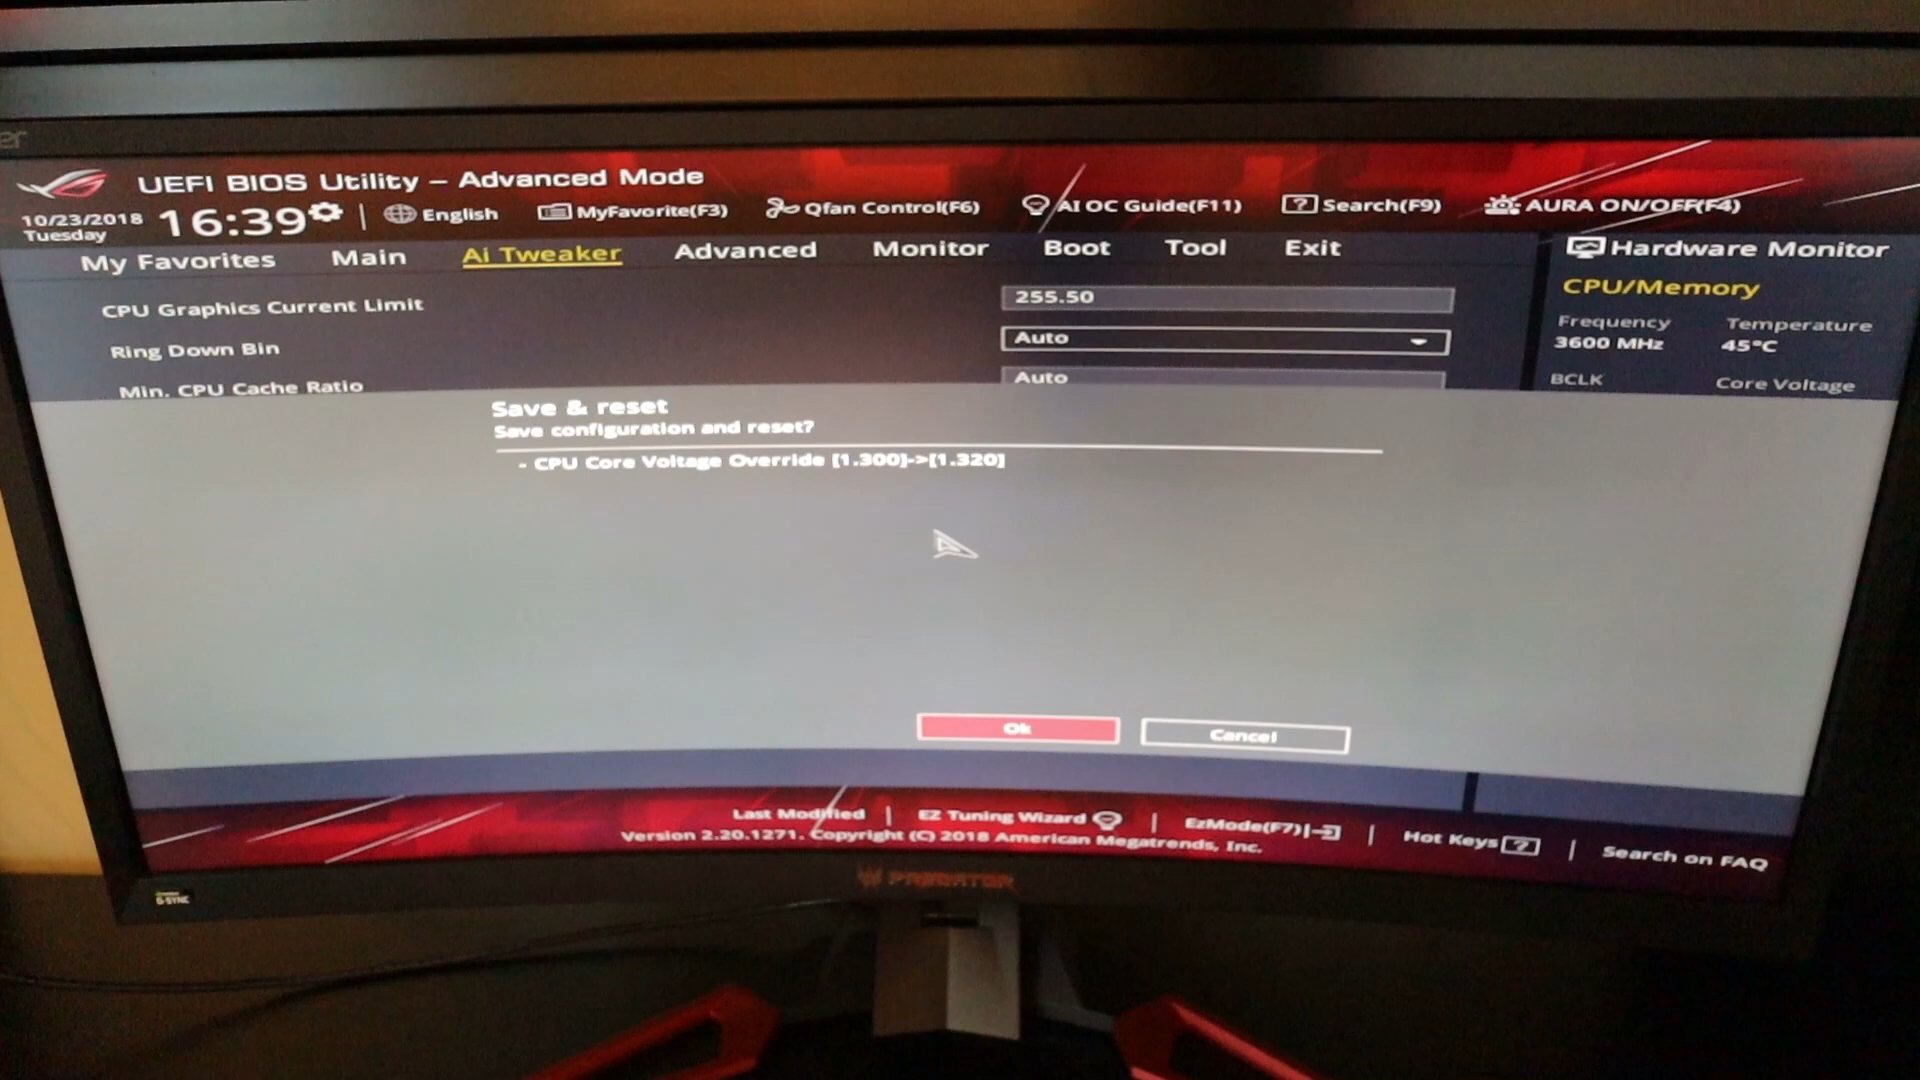 er
UEFI BIOS Utility – Advanced Mode
10/23/2018
Tuesday
16:39
English
MyFavorite(F3)
Qfan Control(F6)
AI OC Guide(F11)
Search(F9)
AURA ON/OFF(F4)
My Favorites
Main
Ai Tweaker
Advanced
Monitor
Boot
Tool
Exit
Hardware Monitor
CPU Graphics Current Limit
255.50
Ring Down Bin
Auto
Min. CPU Cache Ratio
Auto
CPU/Memory
Frequency
Temperature
3600 MHz
45°C
BCLK
Core Voltage
Save & reset
Save configuration and reset?
- CPU Core Voltage Override [1.300]->[1.320]
Ok
Cancel
Last Modified
EZ Tuning Wizard
EzMode(F7)
Hot Keys
Search on FAQ
Version 2.20.1271. Copyright (C) 2018 American Megatrends, Inc.
PREDATOR
G-SYNC